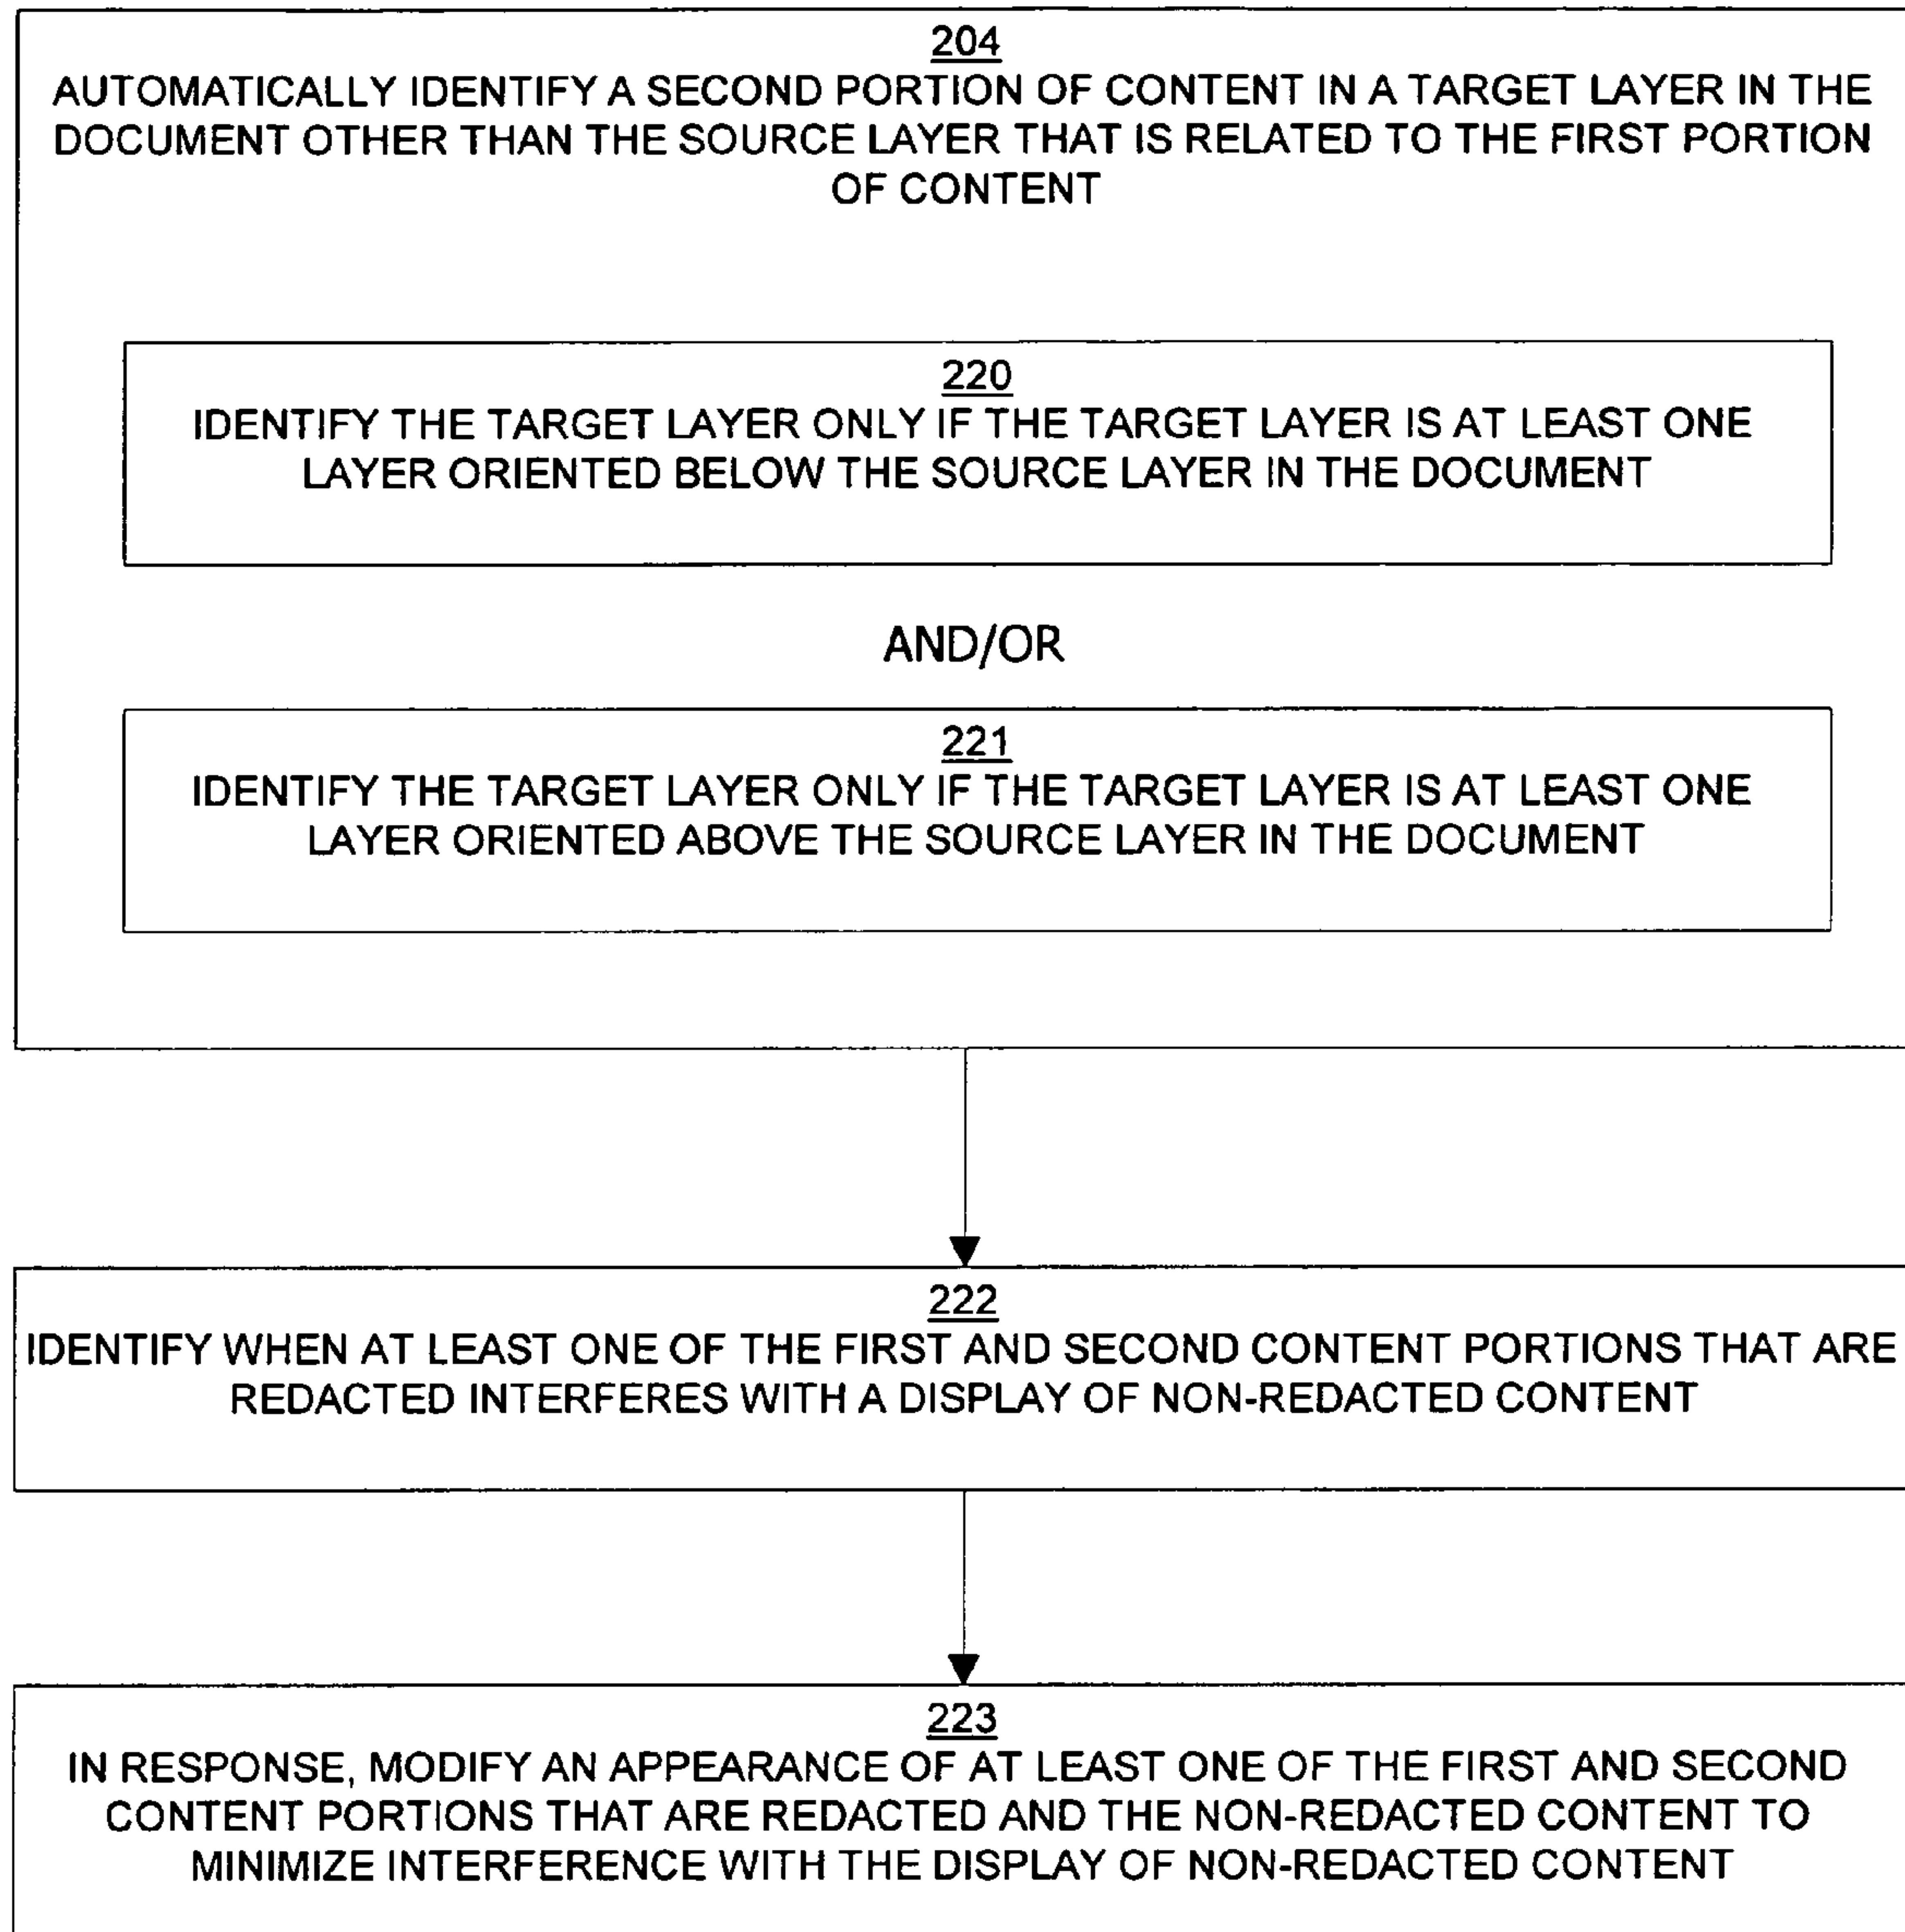 204
AUTOMATICALLY IDENTIFY A SECOND PORTION OF CONTENT IN A TARGET LAYER IN THE
DOCUMENT OTHER THAN THE SOURCE LAYER THAT IS RELATED TO THE FIRST PORTION
OF CONTENT
220
IDENTIFY THE TARGET LAYER ONLY IF THE TARGET LAYER IS AT LEAST ONE
LAYER ORIENTED BELOW THE SOURCE LAYER IN THE DOCUMENT
AND/OR
221
IDENTIFY THE TARGET LAYER ONLY IF THE TARGET LAYER IS AT LEAST ONE
LAYER ORIENTED ABOVE THE SOURCE LAYER IN THE DOCUMENT
222
IDENTIFY WHEN AT LEAST ONE OF THE FIRST AND SECOND CONTENT PORTIONS THAT ARE
REDACTED INTERFERES WITH A DISPLAY OF NON-REDACTED CONTENT
223
IN RESPONSE, MODIFY AN APPEARANCE OF AT LEAST ONE OF THE FIRST AND SECOND
CONTENT PORTIONS THAT ARE REDACTED AND THE NON-REDACTED CONTENT TO
MINIMIZE INTERFERENCE WITH THE DISPLAY OF NON-REDACTED CONTENT